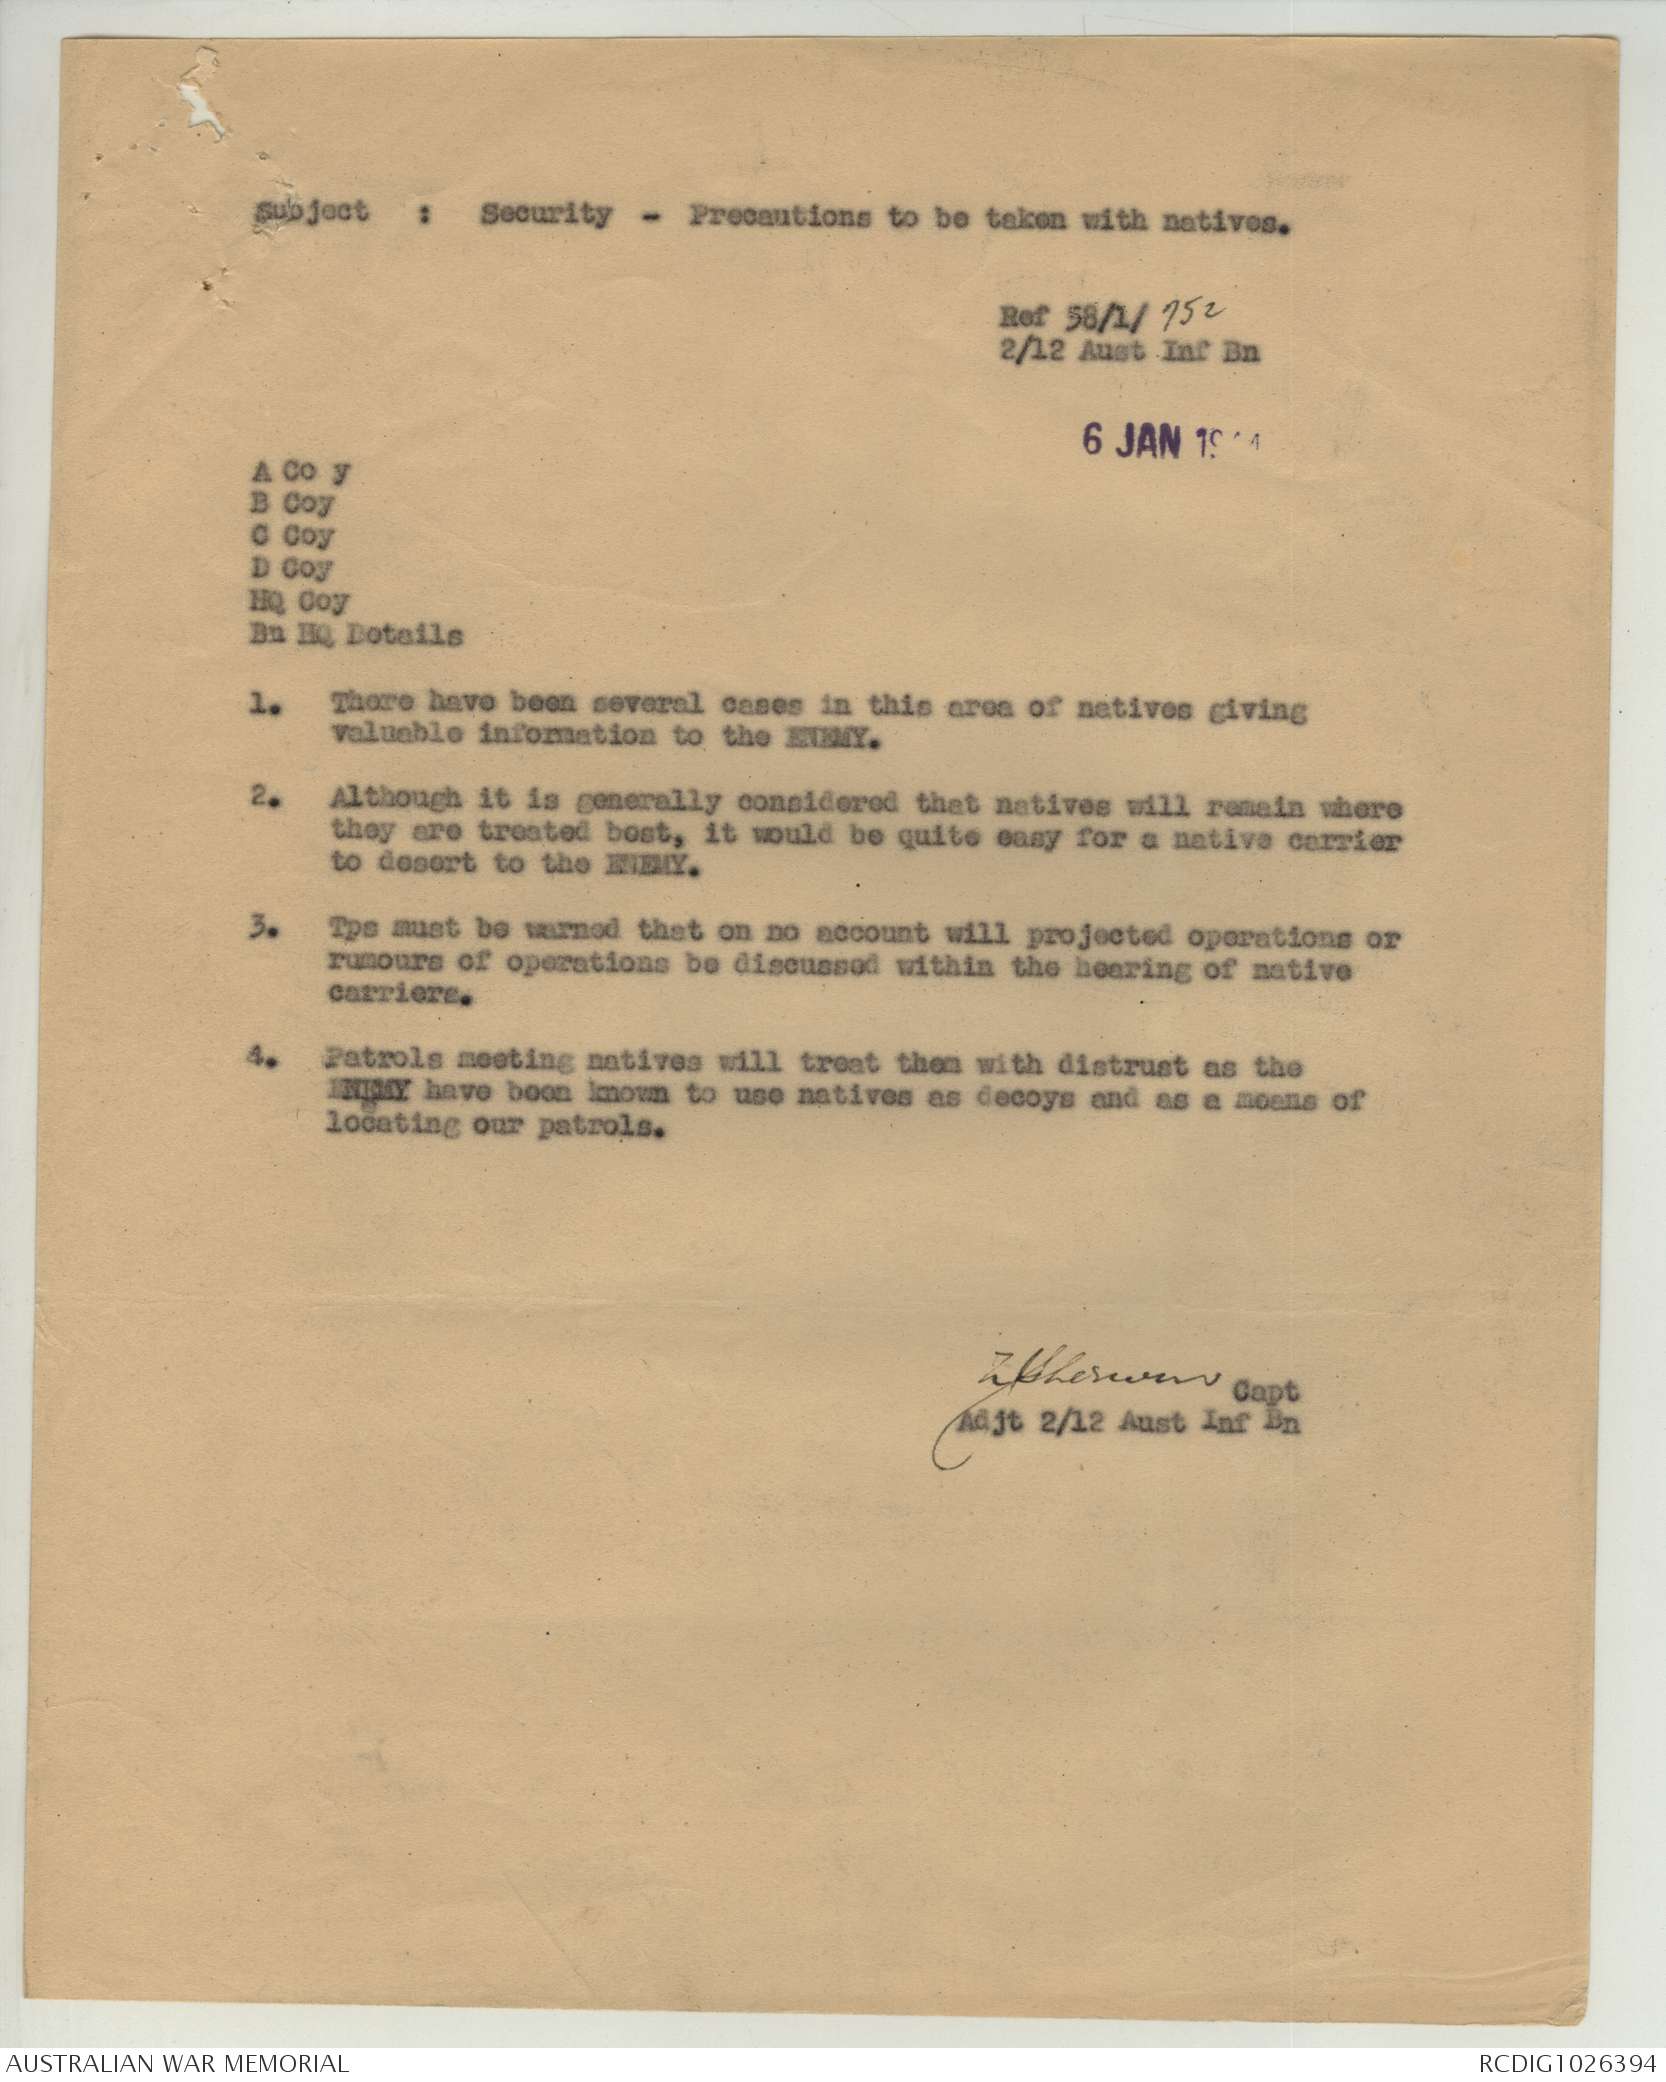 Subject : Security - Precautions to be taken with natives.
Ref 58/1/ 752
2/12 Aust Inf Bn
6 JAN 1944
A Co y
B Coy
C Coy
D Coy
HQ Coy
Bn HQ Details
1. There have been several cases in this area of natives giving
valuable information to the ENEMY.
2. Although it is generally considered that natives will remain where
they are treated best, it would be quite easy for a native carrier
to desert to the ENEMY.
3. Tps must be warned that on no account will projected operations or
rumours of operations be discussed within the hearing of native
carriers.
4. Patrols meeting natives will treat them with distrust as the
ENEMY have been known to use natives as decoys and as a means of
locating our patrols.
Capt
Adjt 2/12 Aust Inf Bn
AUSTRALIAN WAR MEMORIAL
RCDIG1026394